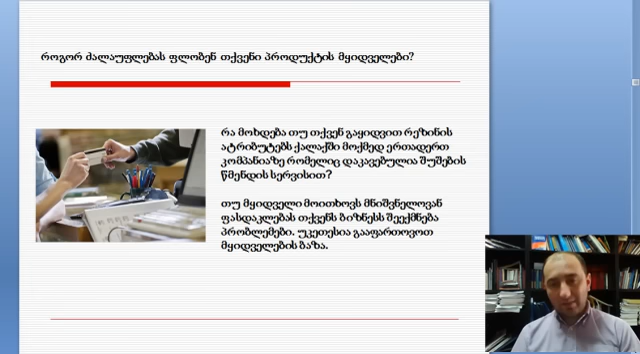 როგორ ძალაუფლებას ფლობენ თქვენი პროდუქტის მყიდველები?
რა მოხდება თუ თქვენ გაყიდვით რეზინის
ატრიბუტებს ქალაქში მოქმედ ერთადერთ
კომპანიაზე რომელიც დაკავებულია შუშების
წმენდის სერვისით?
თუ მყიდველი მოითხოვს მნიშვნელოვან
ფასდაკლებას თქვენს ბიზნესს შეექმნება
პრობლემები. უკეთესია გააფართოვოთ
მყიდველების ბაზა.